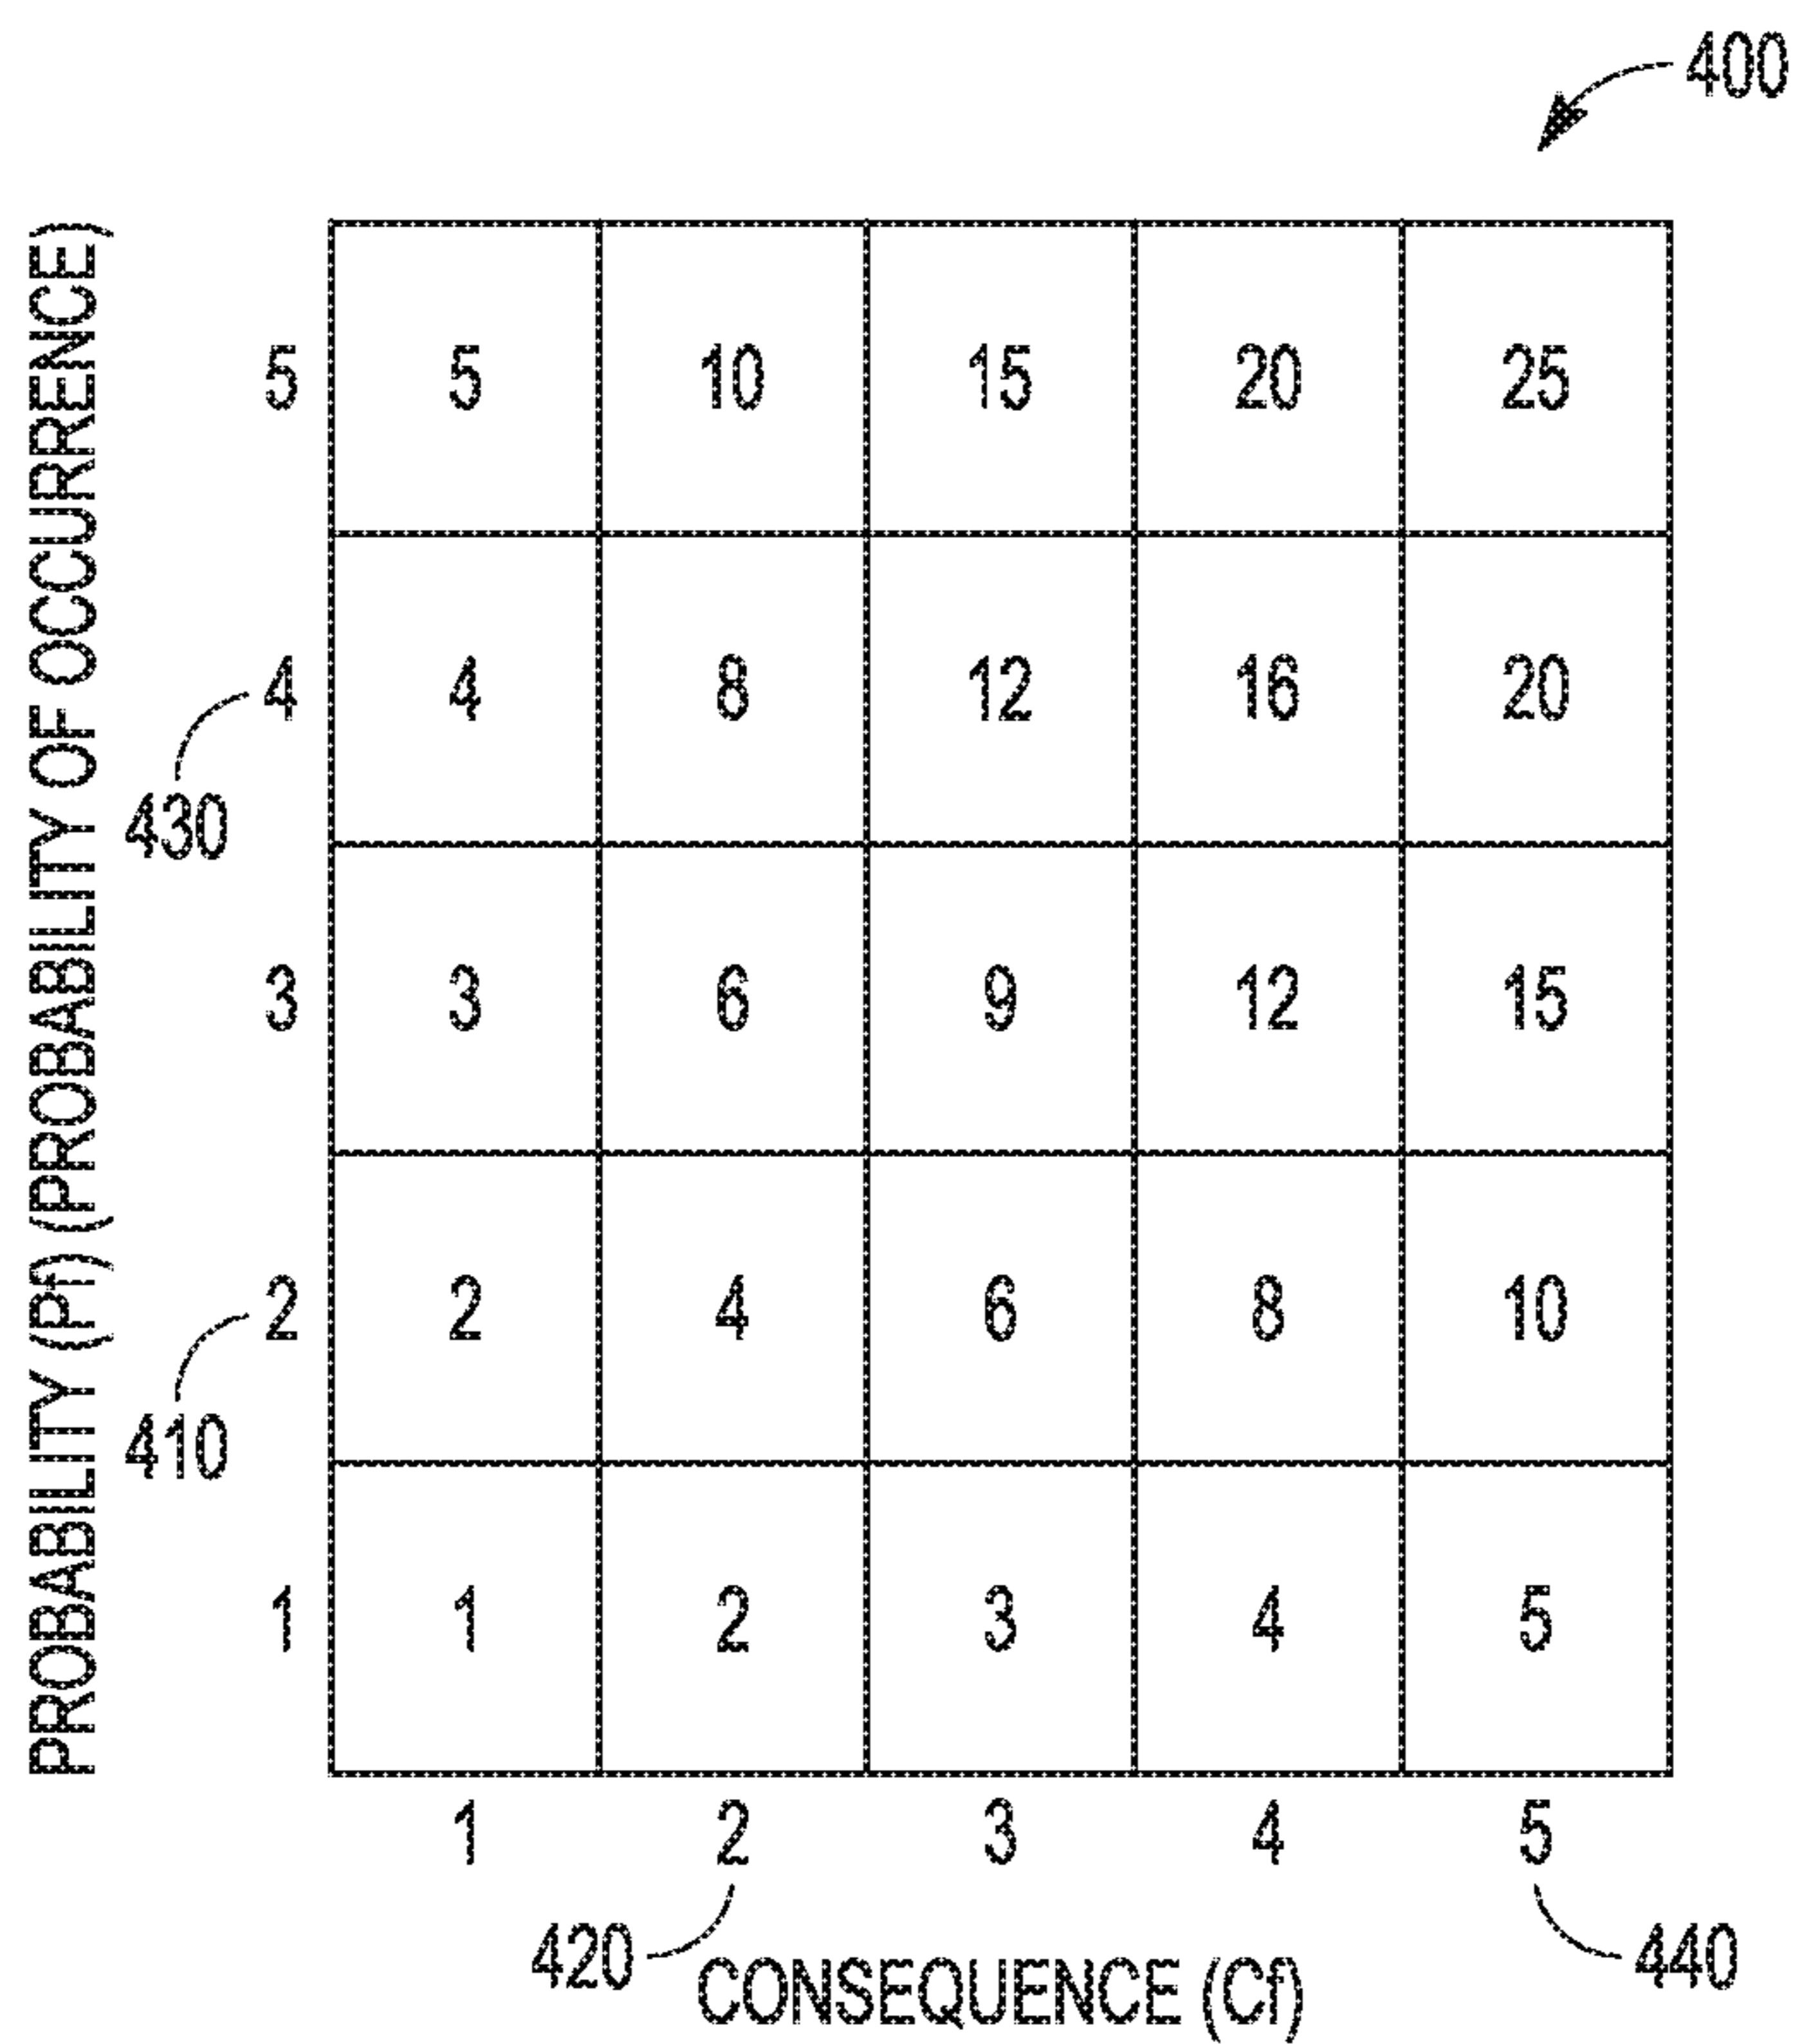 400
PROBABILITY (Pf) (PROBABILITY OF OCCURRENCE)
5 5 10 15 20 25
4 4 8 12 16 20
430
3 3 6 9 12 15
2 2 4 6 8 10
410
1 1 2 3 4 5
1 2 3 4 5
420 440
CONSEQUENCE (Cf)